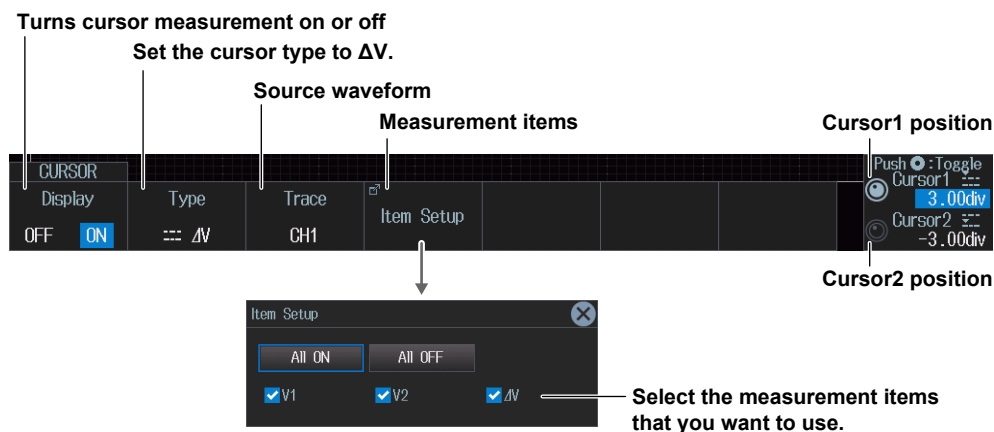 Turns cursor measurement on or off
Set the cursor type to ΔV.
Source waveform
Measurement items
Cursor1 position
CURSOR
Display
Type
Trace
Item Setup
OFF ON
ΔV
CH1
Push :Toggle
Cursor1
3.00div
Cursor2
-3.00div
Cursor2 position
Item Setup
All ON All OFF
V1 V2 ΔV
Select the measurement items
that you want to use.